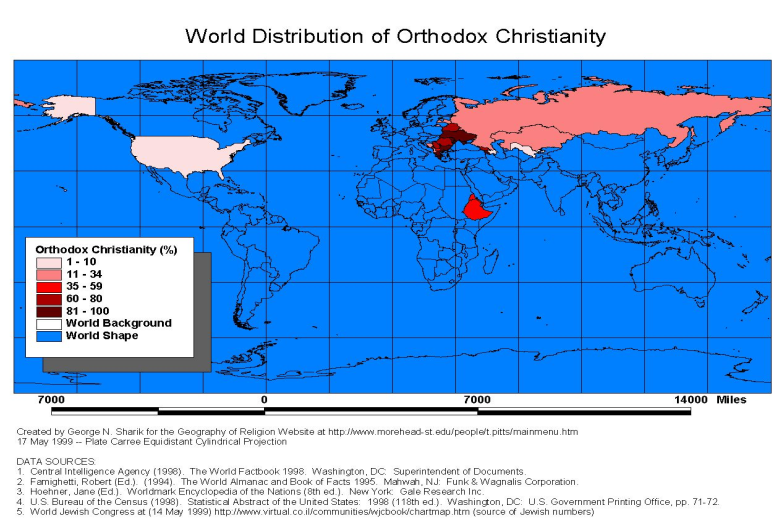 World Distribution of Orthodox Christianity
Orthodox Christianity (%)
1 - 10
11 - 34
35 - 59
60 - 80
81 - 100
World Background
World Shape
7000 0 7000 14000 Miles
Created by George N. Sharik for the Geography of Religion Website at http://www.morehead-st.edu/people/t.pitts/mainmenu.htm
17 May 1999 -- Plate Carree Equidistant Cylindrical Projection
DATA SOURCES:
1. Central Intelligence Agency (1998). The World Factbook 1998. Washington, DC: Superintendent of Documents.
2. Famighetti, Robert (Ed.). (1994). The World Almanac and Book of Facts 1995. Mahwah, NJ: Funk & Wagnalis Corporation.
3. Hoehner, Jane (Ed.). Worldmark Encyclopedia of the Nations (8th ed.). New York: Gale Research Inc.
4. U.S. Bureau of the Census (1998). Statistical Abstract of the United States: 1998 (118th ed.). Washington, DC: U.S. Government Printing Office, pp. 71-72.
5. World Jewish Congress at (14 May 1999) http://www.virtual.co.il/communities/wjcbook/chartmap.htm (source of Jewish numbers)